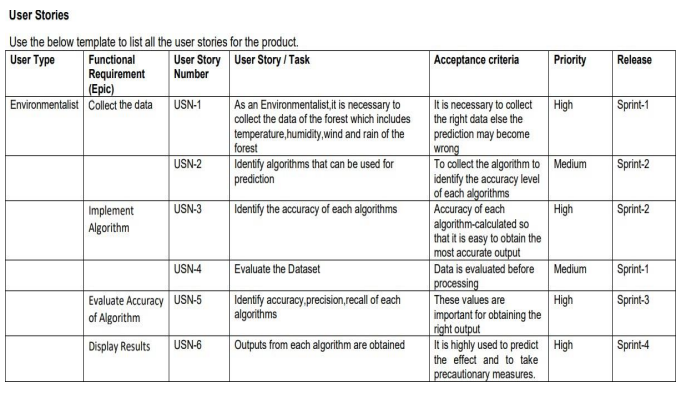 User Stories
Use the below template to list all the user stories for the product.
User Type Functional Requirement (Epic) User Story Number User Story / Task Acceptance criteria Priority Release
Environmentalist Collect the data USN-1 As an Environmentalist,it is necessary to collect the data of the forest which includes temperature,humidity,wind and rain of the forest It is necessary to collect the right data else the prediction may become wrong High Sprint-1
USN-2 Identify algorithms that can be used for prediction To collect the algorithm to identify the accuracy level of each algorithms Medium Sprint-2
Implement Algorithm USN-3 Identify the accuracy of each algorithms Accuracy of each algorithm-calculated so that it is easy to obtain the most accurate output High Sprint-2
USN-4 Evaluate the Dataset Data is evaluated before processing Medium Sprint-1
Evaluate Accuracy of Algorithm USN-5 Identify accuracy,precision,recall of each algorithms These values are important for obtaining the right output High Sprint-3
Display Results USN-6 Outputs from each algorithm are obtained It is highly used to predict the effect and to take precautionary measures. High Sprint-4